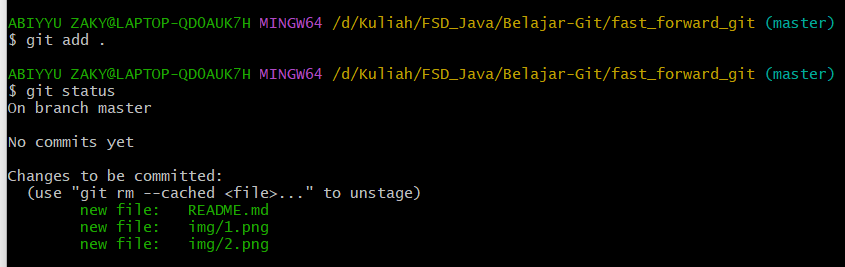 ABIYYU ZAKY@LAPTOP-QDOAUK7H MINGW64 /d/Kuliah/FSD_Java/Belajar-Git/fast_forward_git (master)
$ git add .
ABIYYU ZAKY@LAPTOP-QDOAUK7H MINGW64 /d/Kuliah/FSD_Java/Belajar-Git/fast_forward_git (master)
$ git status
On branch master
No commits yet
Changes to be committed:
(use "git rm --cached <file>..." to unstage)
new file: README.md
new file: img/1.png
new file: img/2.png